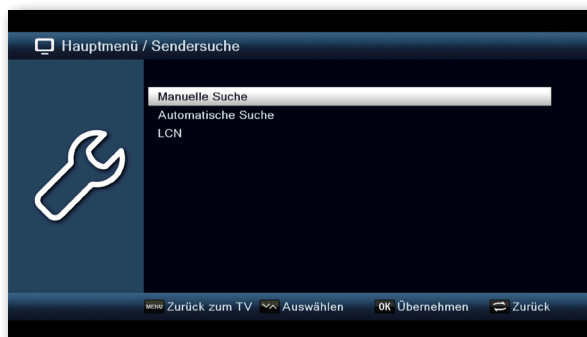 Hauptmenü / Sendersuche
Manuelle Suche
Automatische Suche
LCN
MENU Zurück zum TV Auswählen OK Übernehmen Zurück